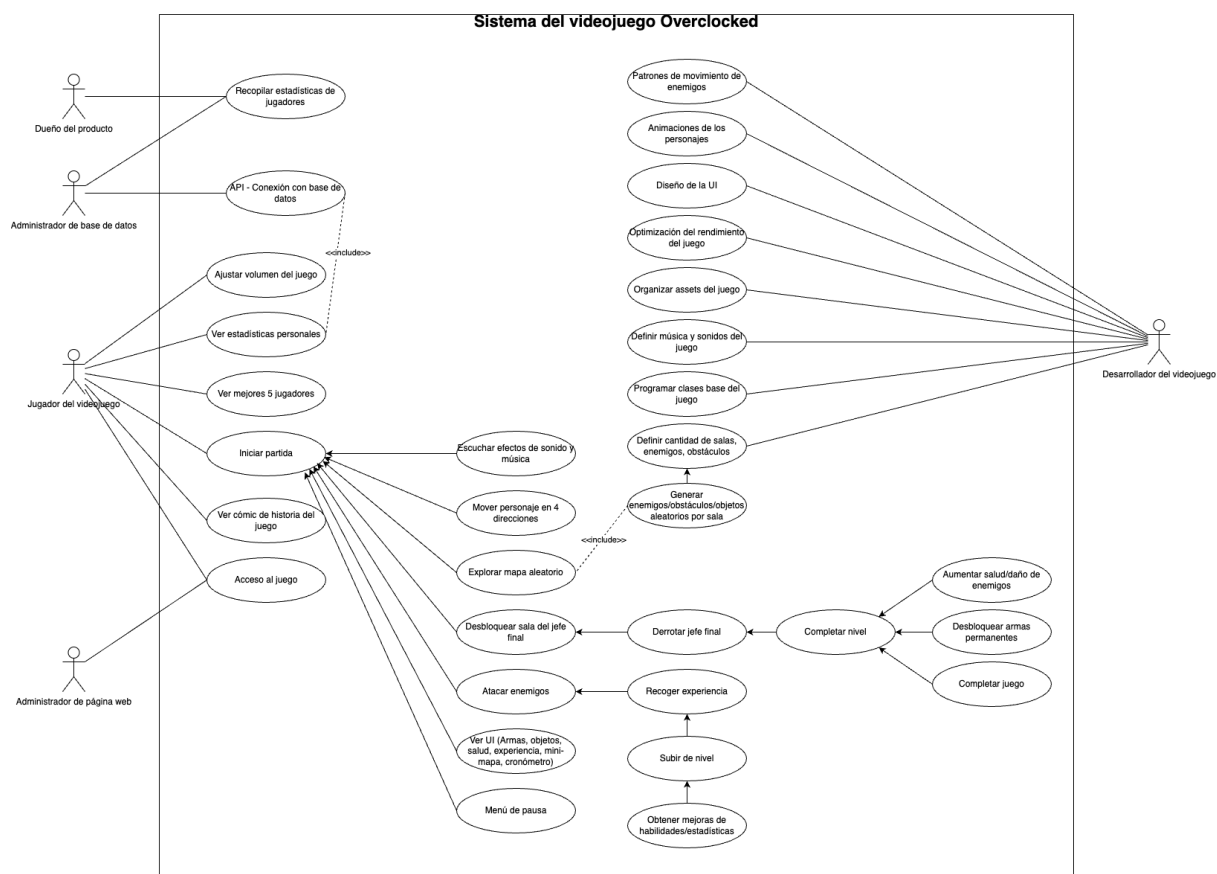 Sistema del videojuego Overclocked
Dueño del producto
Administrador de base de datos
Jugador del videojuego
Administrador de página web
Recopilar estadísticas de
jugadores
API - Conexión con base de
datos
<<include>>
Ajustar volumen del juego
Ver estadísticas personales
Ver mejores 5 jugadores
Iniciar partida
Ver cómic de historia del
juego
Acceso al juego
Escuchar efectos de sonido y
música
Mover personaje en 4
direcciones
Explorar mapa aleatorio
<<include>>
Desbloquear sala del jefe
final
Atacar enemigos
Ver UI (Armas, objetos,
salud, experiencia, mini-
mapa, cronómetro)
Menú de pausa
Patrones de movimiento de
enemigos
Animaciones de los
personajes
Diseño de la UI
Optimización del rendimiento
del juego
Organizar assets del juego
Definir música y sonidos del
juego
Programar clases base del
juego
Definir cantidad de salas,
enemigos, obstáculos
Generar
enemigos/obstáculos/objetos
aleatorios por sala
Derrotar jefe final
Recoger experiencia
Subir de nivel
Obtener mejoras de
habilidades/estadísticas
Completar nivel
Aumentar salud/daño de
enemigos
Desbloquear armas
permanentes
Completar juego
Desarrollador del videojuego